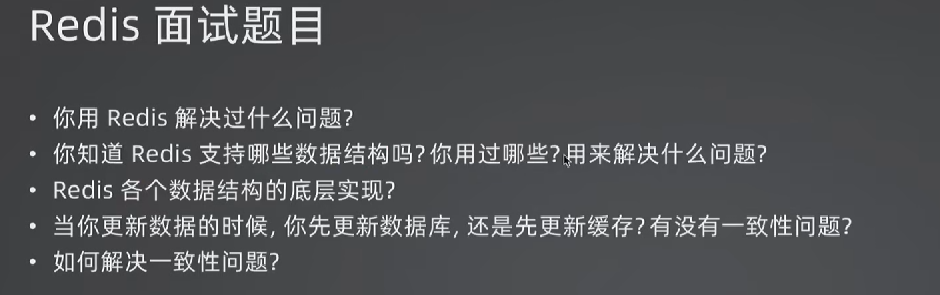 Redis 面试题目
• 你用 Redis 解决过什么问题?
• 你知道 Redis 支持哪些数据结构吗?你用过哪些?用来解决什么问题?
• Redis 各个数据结构的底层实现?
• 当你更新数据的时候, 你先更新数据库, 还是先更新缓存?有没有一致性问题?
• 如何解决一致性问题?